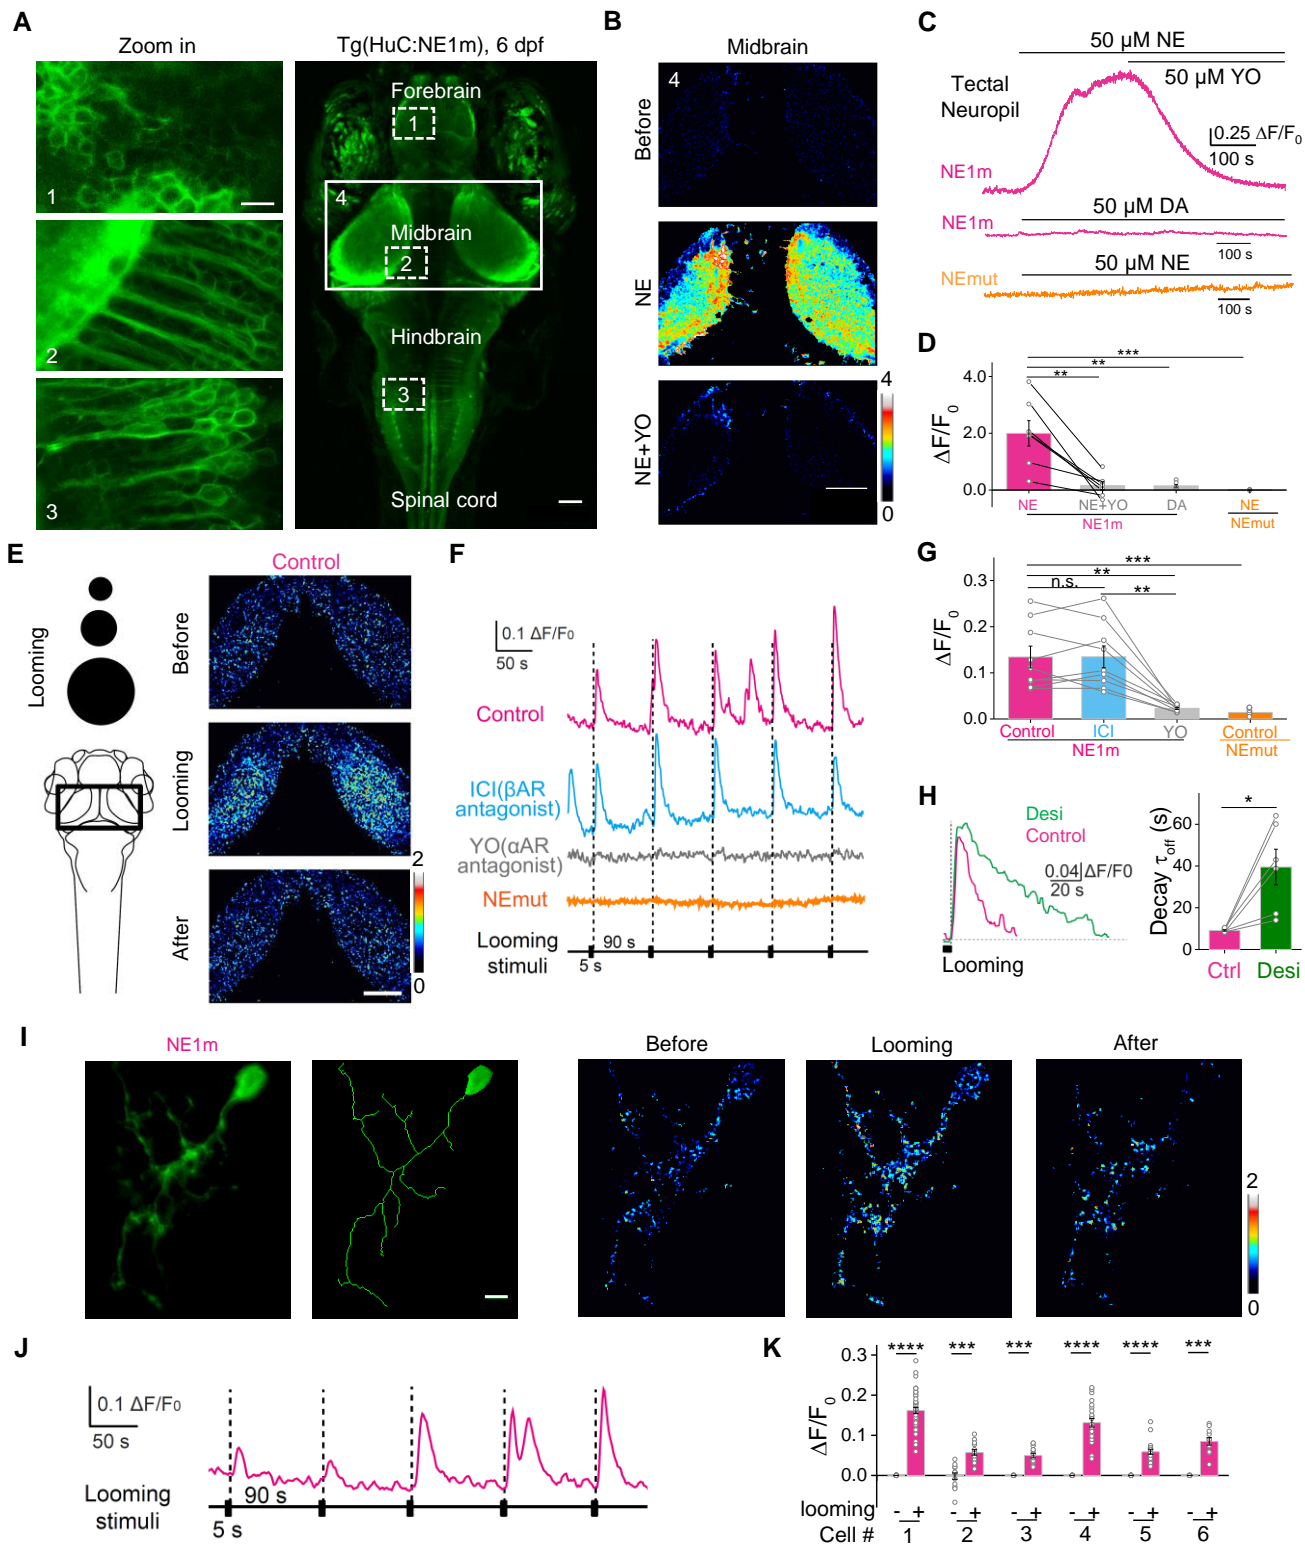 A
Zoom in
Tg(HuC:NE1m), 6 dpf
1
2
3
Forebrain
1
4
Midbrain
2
Hindbrain
3
Spinal cord
B
Midbrain
4
Before
NE
NE+YO
4
0
C
50 µM NE
50 µM YO
Tectal
Neuropil
0.25 ΔF/F0
100 s
NE1m
50 µM DA
NE1m
100 s
50 µM NE
NEmut
100 s
D
***
**
**
4.0
2.0
0.0
ΔF/F0
NE
NE+YO
DA
NE
NE1m
NEmut
E
Looming
Control
Before
Looming
After
2
0
F
0.1 ΔF/F0
50 s
Control
ICI(βAR
antagonist)
YO(αAR
antagonist)
NEmut
Looming
stimuli
90 s
5 s
G
***
**
n.s.
**
0.3
0.2
0.1
0.0
ΔF/F0
Control
ICI
YO
Control
NE1m
NEmut
H
Desi
Control
0.04 ΔF/F0
20 s
Looming
*
60
40
20
0
Decay τoff (s)
Ctrl
Desi
I
NE1m
Before
Looming
After
2
0
J
0.1 ΔF/F0
50 s
Looming
stimuli
90 s
5 s
K
**** *** *** **** **** ***
0.3
0.2
0.1
0.0
ΔF/F0
looming - + - + - + - + - + - +
Cell # 1 2 3 4 5 6